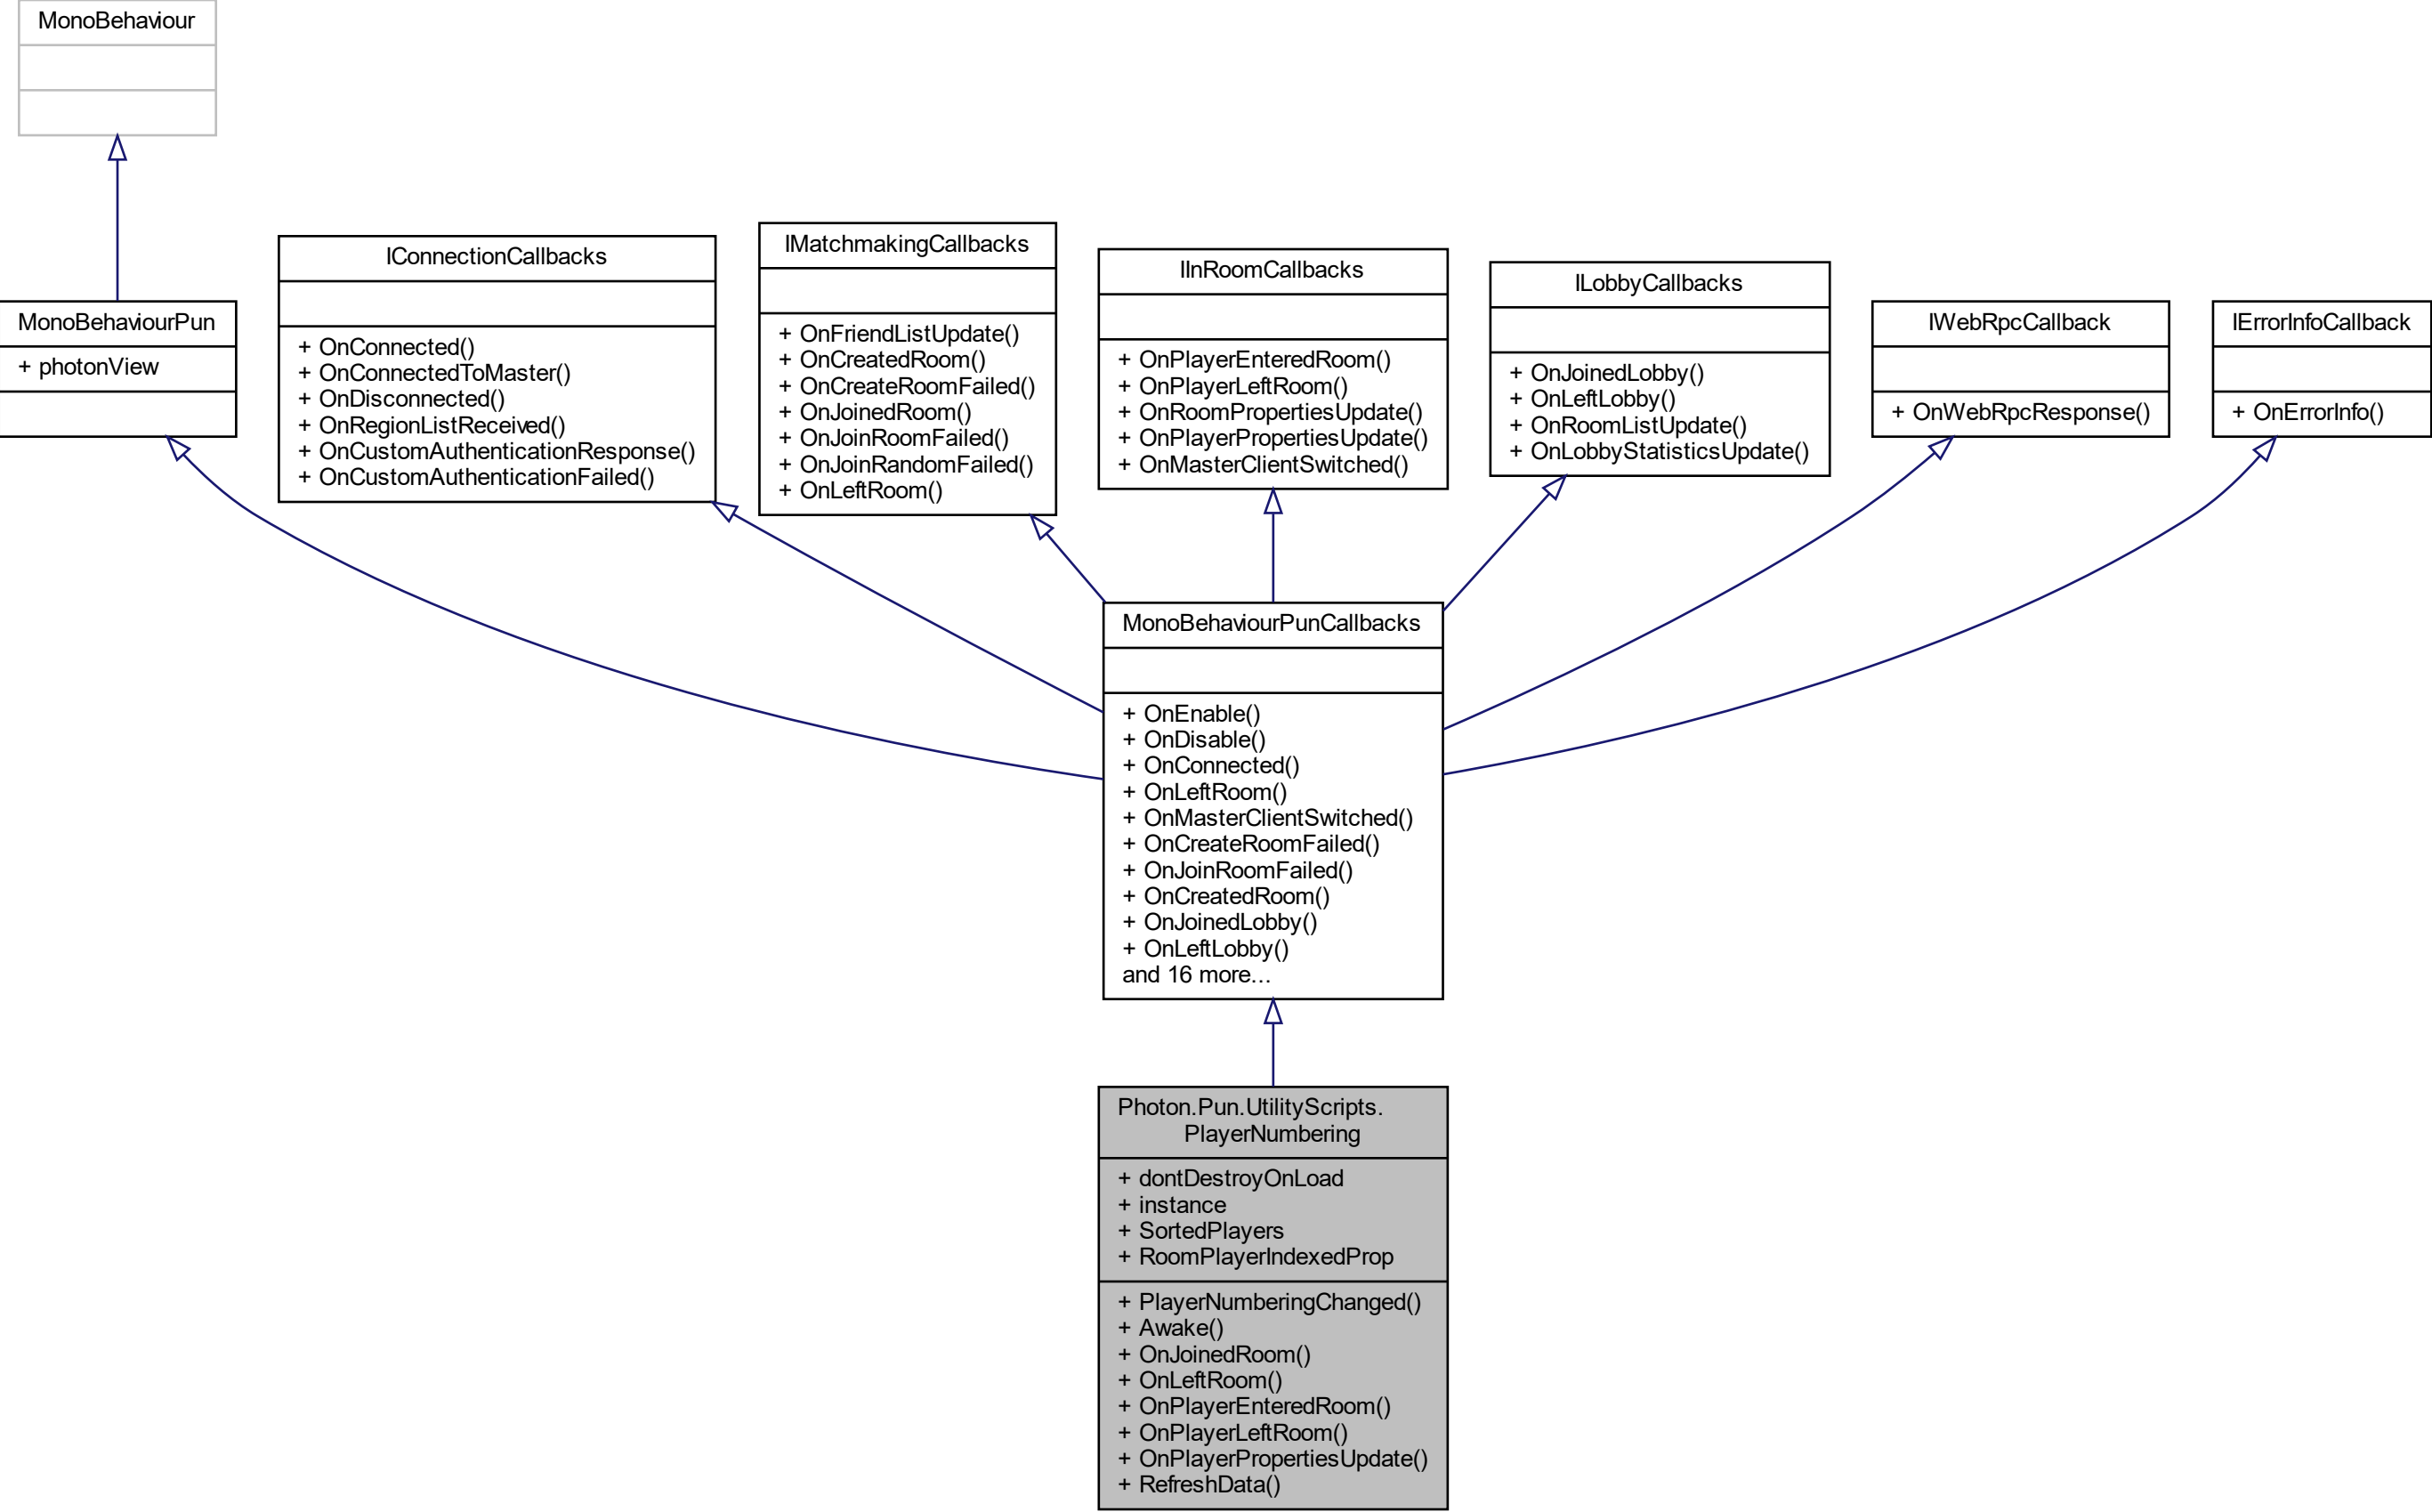 MonoBehaviour
MonoBehaviourPun
+ photonView
IConnectionCallbacks
+ OnConnected()
+ OnConnectedToMaster()
+ OnDisconnected()
+ OnRegionListReceived()
+ OnCustomAuthenticationResponse()
+ OnCustomAuthenticationFailed()
IMatchmakingCallbacks
+ OnFriendListUpdate()
+ OnCreatedRoom()
+ OnCreateRoomFailed()
+ OnJoinedRoom()
+ OnJoinRoomFailed()
+ OnJoinRandomFailed()
+ OnLeftRoom()
IInRoomCallbacks
+ OnPlayerEnteredRoom()
+ OnPlayerLeftRoom()
+ OnRoomPropertiesUpdate()
+ OnPlayerPropertiesUpdate()
+ OnMasterClientSwitched()
ILobbyCallbacks
+ OnJoinedLobby()
+ OnLeftLobby()
+ OnRoomListUpdate()
+ OnLobbyStatisticsUpdate()
IWebRpcCallback
+ OnWebRpcResponse()
IErrorInfoCallback
+ OnErrorInfo()
MonoBehaviourPunCallbacks
+ OnEnable()
+ OnDisable()
+ OnConnected()
+ OnLeftRoom()
+ OnMasterClientSwitched()
+ OnCreateRoomFailed()
+ OnJoinRoomFailed()
+ OnCreatedRoom()
+ OnJoinedLobby()
+ OnLeftLobby()
and 16 more...
Photon.Pun.UtilityScripts.
PlayerNumbering
+ dontDestroyOnLoad
+ instance
+ SortedPlayers
+ RoomPlayerIndexedProp
+ PlayerNumberingChanged()
+ Awake()
+ OnJoinedRoom()
+ OnLeftRoom()
+ OnPlayerEnteredRoom()
+ OnPlayerLeftRoom()
+ OnPlayerPropertiesUpdate()
+ RefreshData()